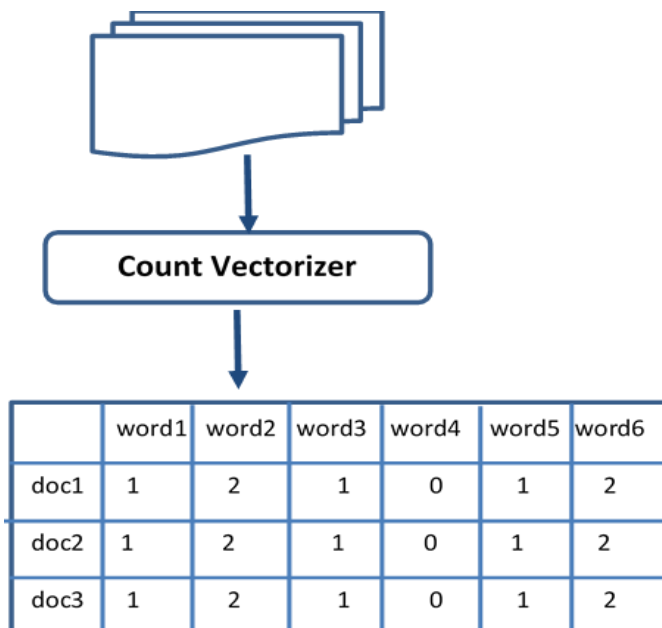 Count Vectorizer
word1 word2 word3 word4 word5 word6
doc1 1 2 1 0 1 2
doc2 1 2 1 0 1 2
doc3 1 2 1 0 1 2